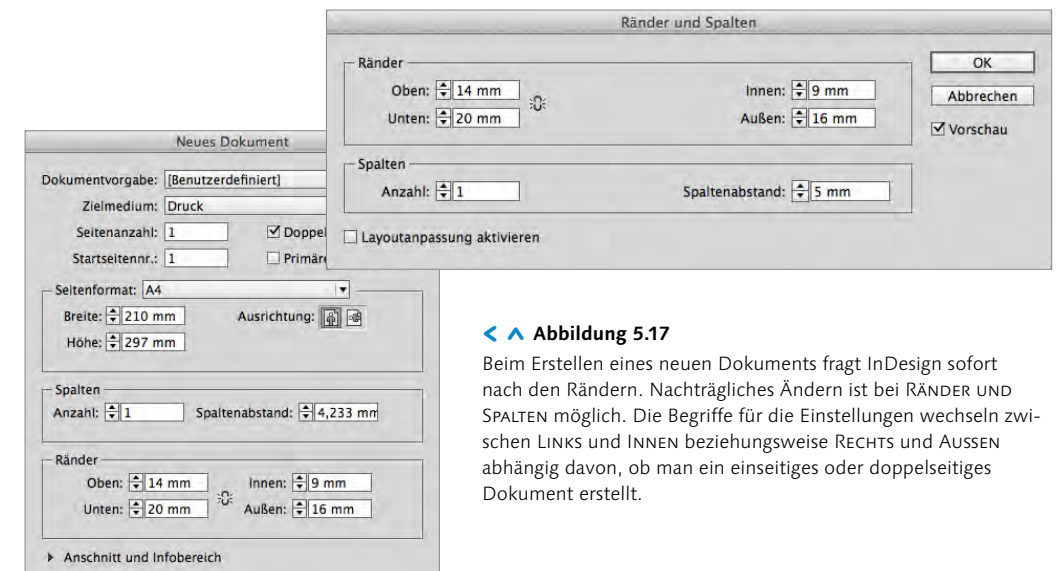 Ränder und Spalten
Ränder
Oben: 14 mm Innen: 9 mm
Unten: 20 mm Außen: 16 mm
Spalten
Anzahl: 1 Spaltenabstand: 5 mm
Layoutanpassung aktivieren
OK
Abbrechen
Vorschau
Neues Dokument
Dokumentvorgabe: [Benutzerdefiniert]
Zielmedium: Druck
Seitenanzahl: 1 Doppel
Startseitennr.: 1 Primäre
Seitenformat: A4
Breite: 210 mm Ausrichtung:
Höhe: 297 mm
Spalten
Anzahl: 1 Spaltenabstand: 4,233 mm
Ränder
Oben: 14 mm Innen: 9 mm
Unten: 20 mm Außen: 16 mm
Anschnitt und Infobereich
Abbildung 5.17
Beim Erstellen eines neuen Dokuments fragt InDesign sofort
nach den Rändern. Nachträgliches Ändern ist bei RÄNDER UND
SPALTEN möglich. Die Begriffe für die Einstellungen wechseln zwi-
schen LINKS und INNEN beziehungsweise RECHTS und AUSSEN
abhängig davon, ob man ein einseitiges oder doppelseitiges
Dokument erstellt.